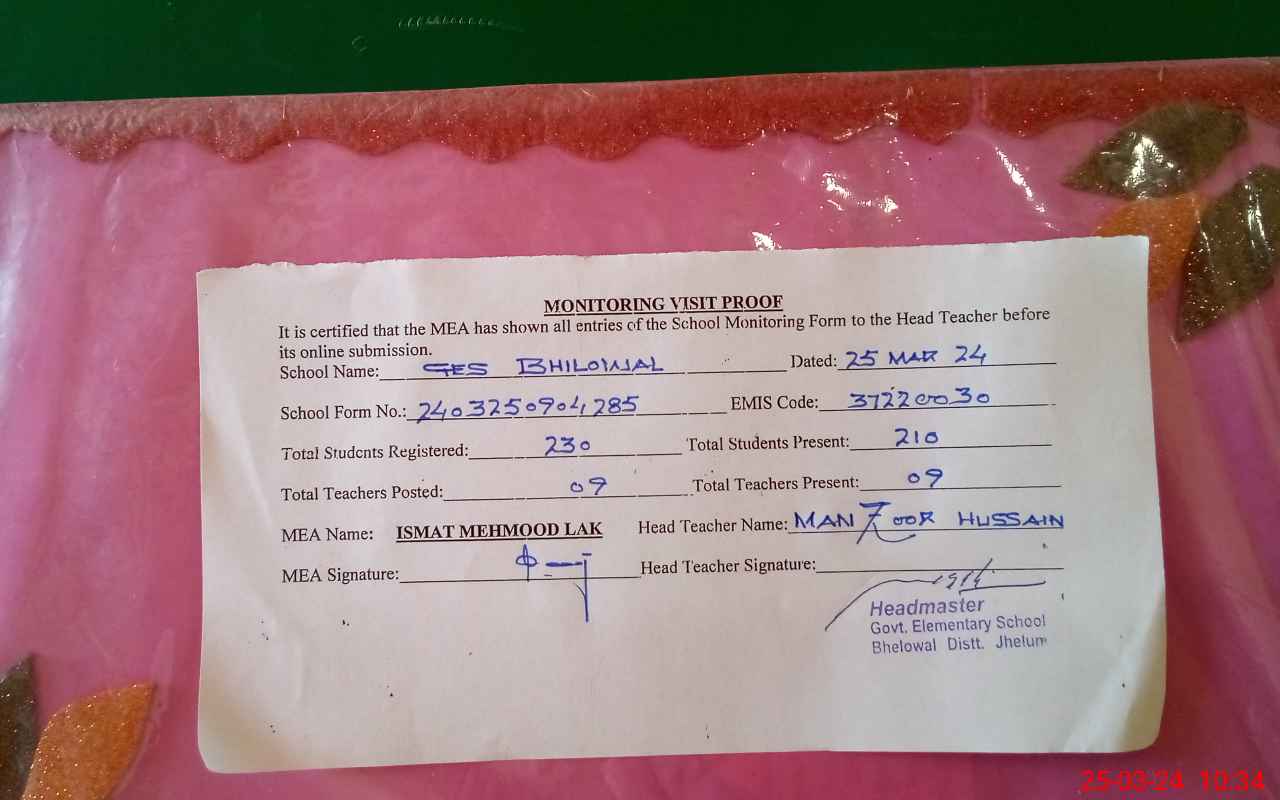 MONITORING VISIT PROOF
It is certified that the MEA has shown all entries of the School Monitoring Form to the Head Teacher before
its online submission.
School Name: GES BHILOWAL Dated: 25 MAR 24
School Form No.: 240325090 4285 EMIS Code: 37220030
Total Students Registered: 230 Total Students Present: 210
Total Teachers Posted: 09 Total Teachers Present: 09
MEA Name: ISMAT MEHMOOD LAK Head Teacher Name: MANZOOR HUSSAIN
MEA Signature: Head Teacher Signature:
Headmaster
Govt. Elementary School
Bhelowal Distt. Jhelum
25-03-24 10:34